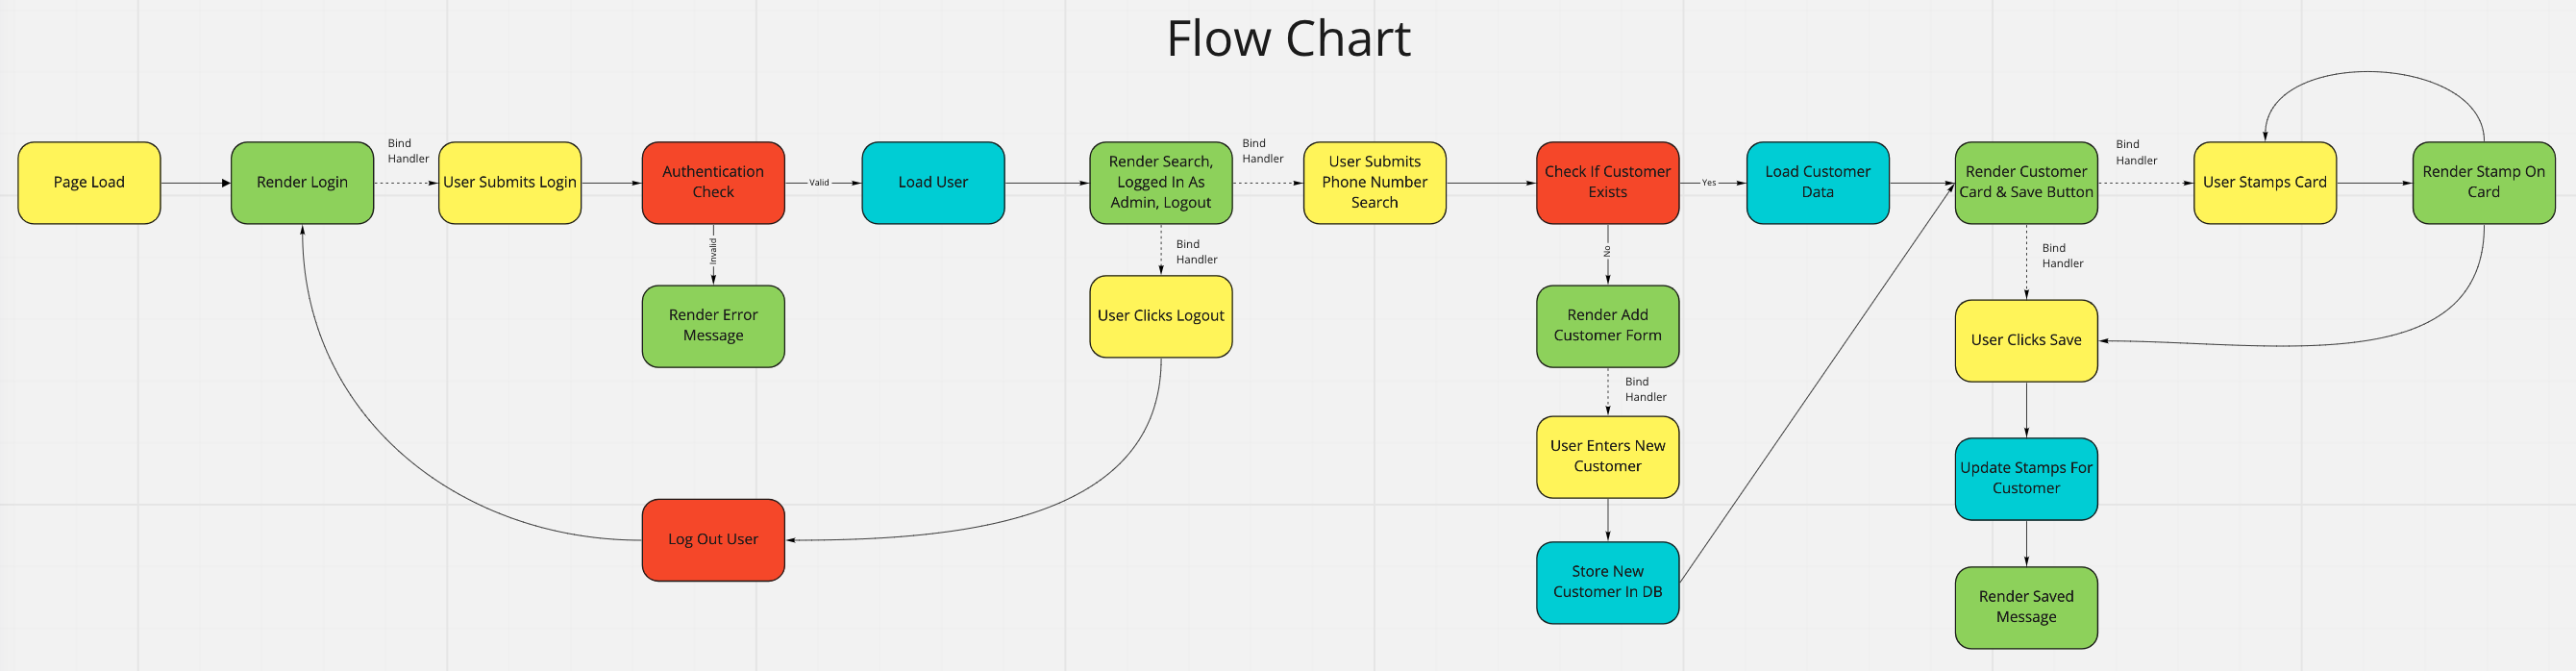 Flow Chart
Page Load
Render Login
Bind
Handler
User Submits Login
Authentication
Check
Valid
Load User
Render Search,
Logged In As
Admin, Logout
Bind
Handler
User Submits
Phone Number
Search
Check If Customer
Exists
Yes
Load Customer
Data
Render Customer
Card & Save Button
Bind
Handler
User Stamps Card
Render Stamp On
Card
Invalid
Render Error
Message
Bind
Handler
User Clicks Logout
No
Render Add
Customer Form
Bind
Handler
User Clicks Save
Bind
Handler
User Enters New
Customer
Update Stamps For
Customer
Log Out User
Store New
Customer In DB
Render Saved
Message